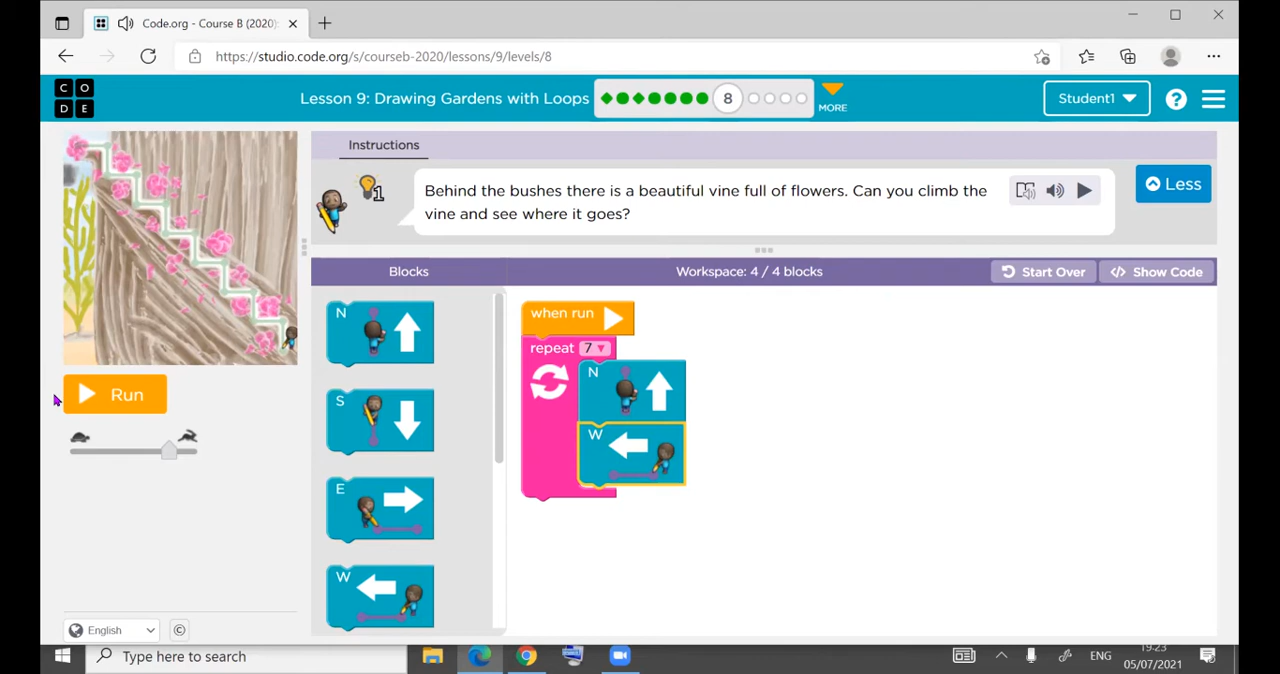 Code.org - Course B (2020):
https://studio.code.org/s/courseb-2020/lessons/9/levels/8
C O
D E
Lesson 9: Drawing Gardens with Loops
8
MORE
Student1
?
Instructions
1
Behind the bushes there is a beautiful vine full of flowers. Can you climb the
vine and see where it goes?
Less
Blocks
Workspace: 4 / 4 blocks
Start Over
</> Show Code
N
S
E
W
when run
repeat 7
N
W
Run
English
©
Type here to search
ENG
19:23
05/07/2021